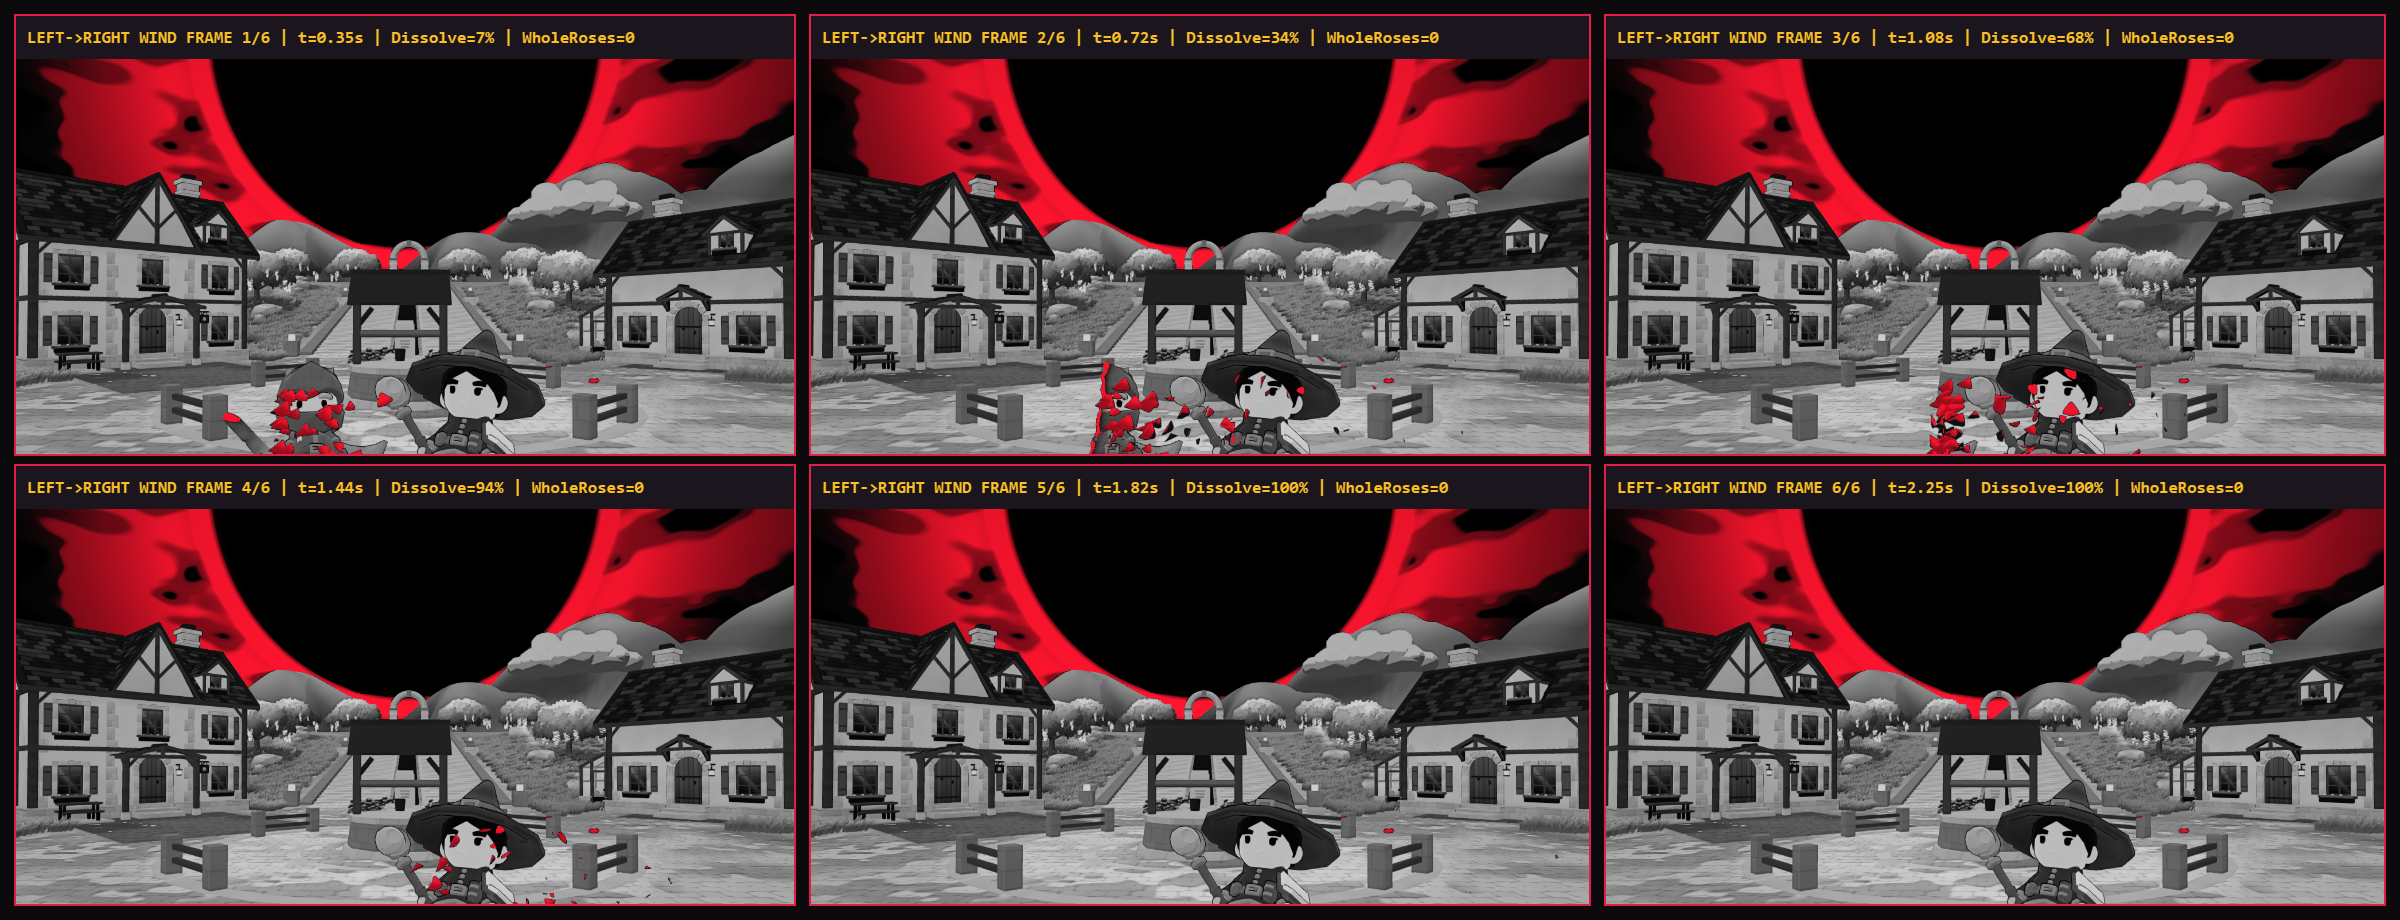 LEFT->RIGHT WIND FRAME 1/6 | t=0.35s | Dissolve=7% | WholeRoses=0
LEFT->RIGHT WIND FRAME 2/6 | t=0.72s | Dissolve=34% | WholeRoses=0
LEFT->RIGHT WIND FRAME 3/6 | t=1.08s | Dissolve=68% | WholeRoses=0
LEFT->RIGHT WIND FRAME 4/6 | t=1.44s | Dissolve=94% | WholeRoses=0
LEFT->RIGHT WIND FRAME 5/6 | t=1.82s | Dissolve=100% | WholeRoses=0
LEFT->RIGHT WIND FRAME 6/6 | t=2.25s | Dissolve=100% | WholeRoses=0